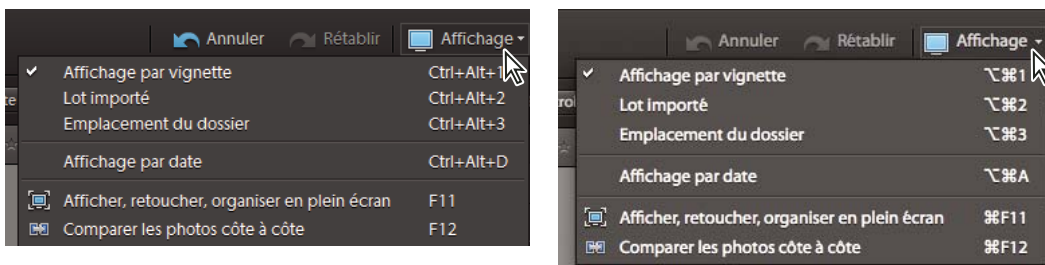 Annuler Rétablir Affichage
Affichage par vignette Ctrl+Alt+1
Lot importé Ctrl+Alt+2
Emplacement du dossier Ctrl+Alt+3
Affichage par date Ctrl+Alt+D
Afficher, retoucher, organiser en plein écran F11
Comparer les photos côte à côte F12
Annuler Rétablir Affichage
Affichage par vignette ⌥⌘1
Lot importé ⌥⌘2
Emplacement du dossier ⌥⌘3
Affichage par date ⌥⌘A
Afficher, retoucher, organiser en plein écran ⌘F11
Comparer les photos côte à côte ⌘F12